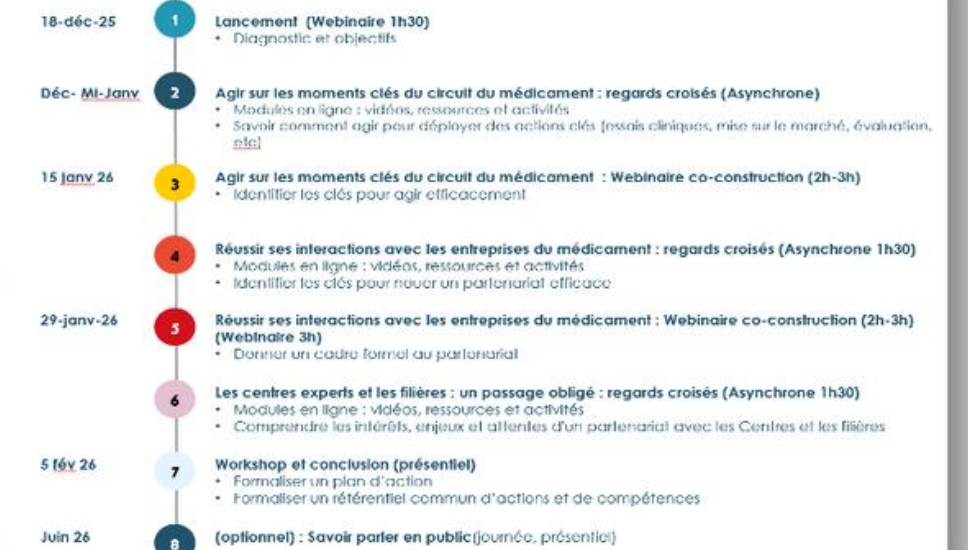 18-déc-25
1
Lancement (Webinaire 1h30)
• Diagnostic et objectifs
Déc- Mi-Janv
2
Agir sur les moments clés du circuit du médicament : regards croisés (Asynchrone)
• Modules en ligne : vidéos, ressources et activités
• Savoir comment agir pour déployer des actions clés (essais cliniques, mise sur le marché, évaluation,
etc)
15 janv 26
3
Agir sur les moments clés du circuit du médicament : Webinaire co-construction (2h-3h)
• Identifier les clés pour agir efficacement
4
Réussir ses interactions avec les entreprises du médicament : regards croisés (Asynchrone 1h30)
• Modules en ligne : vidéos, ressources et activités
• Identifier les clés pour nouer un partenariat efficace
29-janv-26
5
Réussir ses interactions avec les entreprises du médicament : Webinaire co-construction (2h-3h)
(Webinaire 3h)
• Donner un cadre formel au partenariat
6
Les centres experts et les filières : un passage obligé : regards croisés (Asynchrone 1h30)
• Modules en ligne : vidéos, ressources et activités
• Comprendre les intérêts, enjeux et attentes d'un partenariat avec les Centres et les filières
5 fév 26
7
Workshop et conclusion (présentiel)
• Formaliser un plan d'action
• Formaliser un référentiel commun d'actions et de compétences
Juin 26
8
(optionnel) : Savoir parler en public(journée, présentiel)